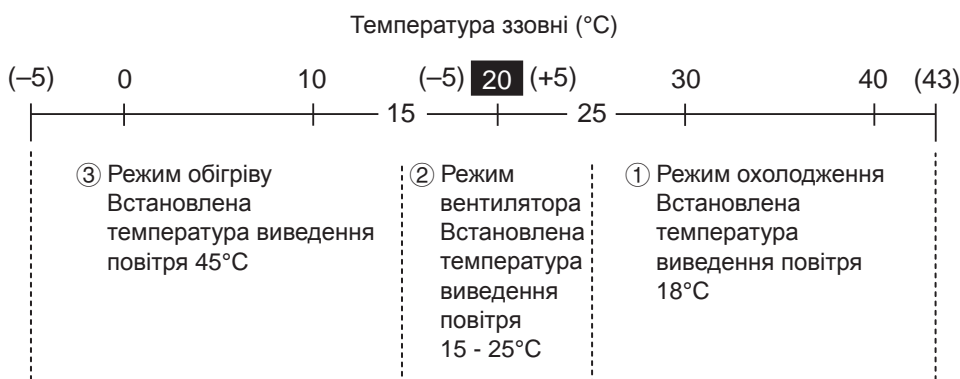 Температура ззовні (°C)
(–5) 0 10 (–5) 20 (+5) 30 40 (43)
15 25
③ Режим обігріву
Встановлена
температура виведення
повітря 45°C
② Режим
вентилятора
Встановлена
температура
виведення
повітря
15 - 25°C
① Режим охолодження
Встановлена
температура
виведення повітря
18°C